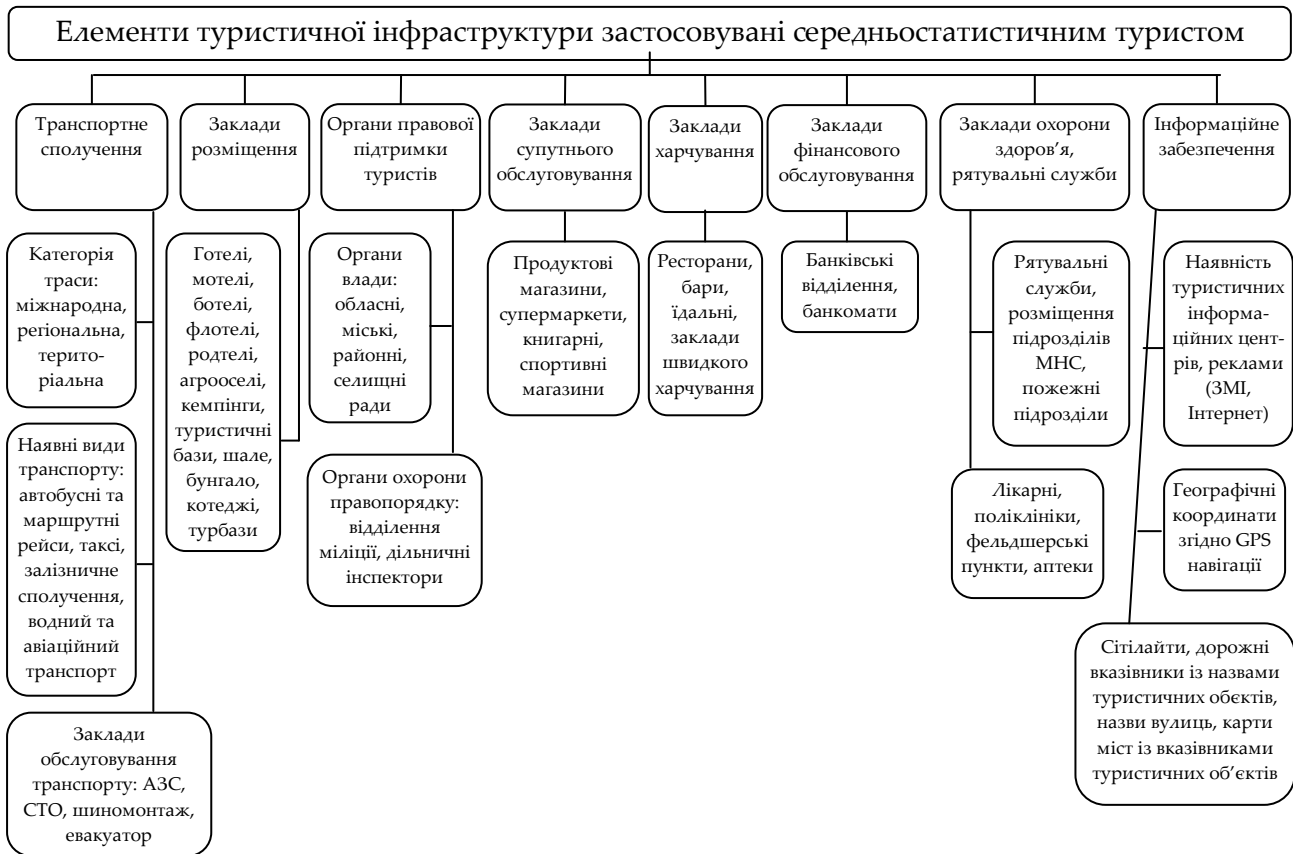 Елементи туристичної інфраструктури застосовувані середньостатистичним туристом
Транспортне
сполучення
Заклади
розміщення
Органи правової
підтримки
туристів
Заклади
супутнього
обслуговування
Заклади
харчування
Заклади
фінансового
обслуговування
Заклади охорони
здоров’я,
рятувальні служби
Інформаційне
забезпечення
Категорія
траси:
міжнародна,
регіональна,
терито-
ріальна
Наявні види
транспорту:
автобусні та
маршрутні
рейси, таксі,
залізничне
сполучення,
водний та
авіаційний
транспорт
Заклади
обслуговування
транспорту: АЗС,
СТО, шиномонтаж,
евакуатор
Готелі,
мотелі,
ботелі,
флотелі,
родтелі,
агрооселі,
кемпінги,
туристичні
бази, шале,
бунгало,
котеджі,
турбази
Органи
влади:
обласні,
міські,
районні,
селищні
ради
Органи охорони
правопорядку:
відділення
міліції, дільничні
інспектори
Продуктові
магазини,
супермаркети,
книгарні,
спортивні
магазини
Ресторани,
бари,
їдальні,
заклади
швидкого
харчування
Банківські
відділення,
банкомати
Рятувальні
служби,
розміщення
підрозділів
МНС,
пожежні
підрозділи
Лікарні,
поліклініки,
фельдшерські
пункти, аптеки
Наявність
туристичних
інформа-
ційних цент-
рів, реклами
(ЗМІ,
Інтернет)
Географічні
координати
згідно GPS
навігації
Сітілайти, дорожні
вказівники із назвами
туристичних обєктів,
назви вулиць, карти
міст із вказівниками
туристичних об’єктів